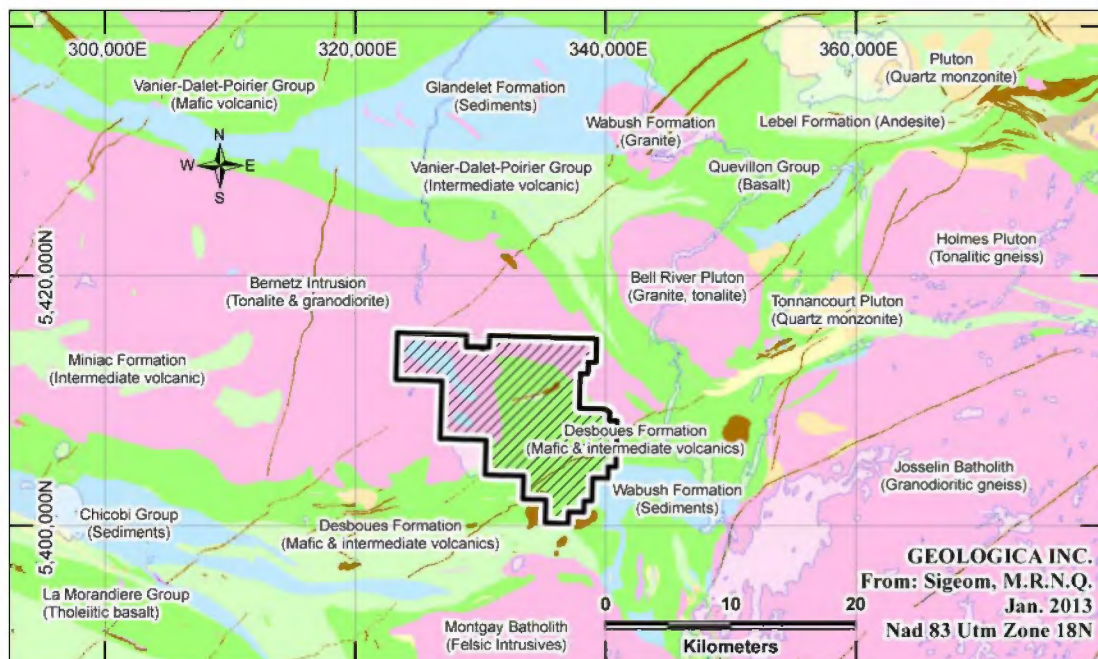 300,000E
320,000E
340,000E
360,000E
Pluton
(Quartz monzonite)
Vanier-Dalet-Poirier Group
(Mafic volcanic)
Glandelet Formation
(Sediments)
Wabush Formation
(Granite)
Lebel Formation (Andesite)
N
W
E
S
Vanier-Dalet-Poirier Group
(Intermediate volcanic)
Quevillon Group
(Basalt)
5,420,000N
Bernetz Intrusion
(Tonalite & granodiorite)
Bell River Pluton
(Granite, tonalite)
Holmes Pluton
(Tonalitic gneiss)
Tonnancourt Pluton
(Quartz monzonite)
Miniac Formation
(Intermediate volcanic)
Desboues Formation
(Mafic & intermediate volcanics)
Josselin Batholith
(Granodioritic gneiss)
Wabush Formation
(Sediments)
5,400,000N
Chicobi Group
(Sediments)
Desboues Formation
(Mafic & intermediate volcanics)
La Morandiere Group
(Tholeiitic basalt)
Montgay Batholith
(Felsic Intrusives)
0
10
20
Kilometers
GEOLOGICA INC.
From: Sigeom, M.R.N.Q.
Jan. 2013
Nad 83 Utm Zone 18N